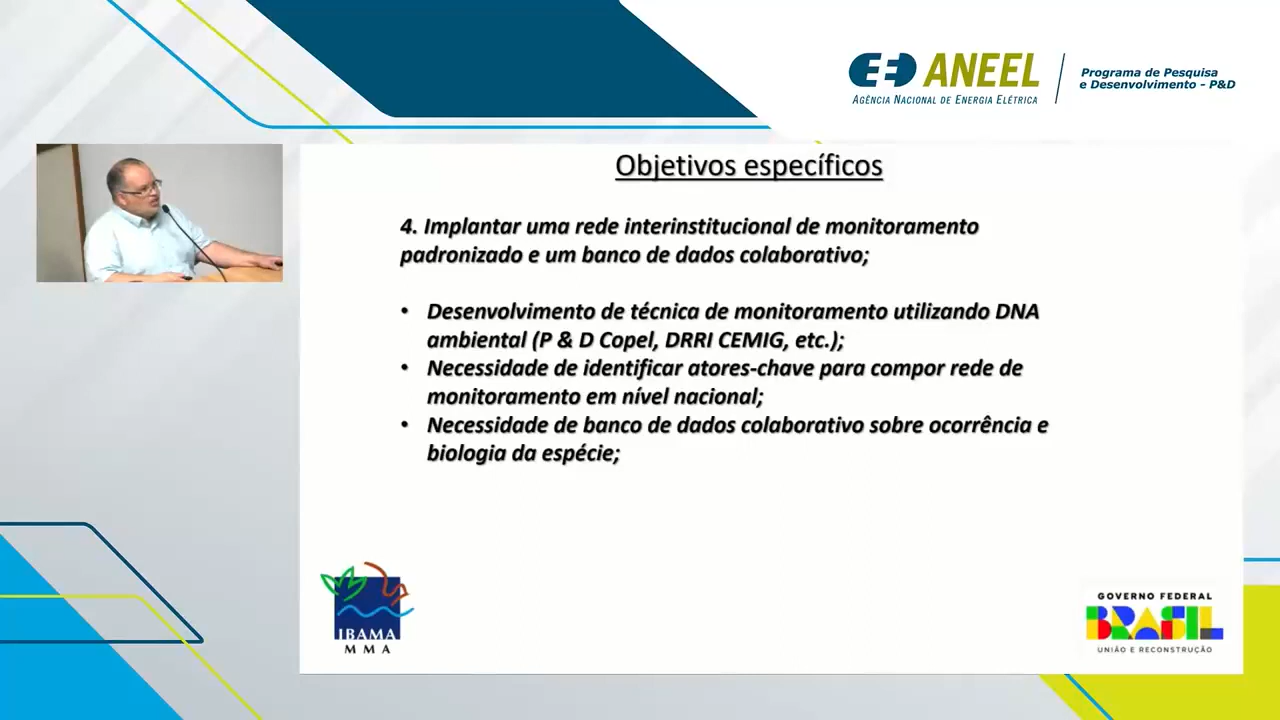 ANEEL
AGÊNCIA NACIONAL DE ENERGIA ELÉTRICA
Programa de Pesquisa
e Desenvolvimento - P&D
Objetivos específicos
4. Implantar uma rede interinstitucional de monitoramento
padronizado e um banco de dados colaborativo;
• Desenvolvimento de técnica de monitoramento utilizando DNA
ambiental (P & D Copel, DRRI CEMIG, etc.);
• Necessidade de identificar atores-chave para compor rede de
monitoramento em nível nacional;
• Necessidade de banco de dados colaborativo sobre ocorrência e
biologia da espécie;
IBAMA
MMA
GOVERNO FEDERAL
BRASIL
UNIÃO E RECONSTRUÇÃO